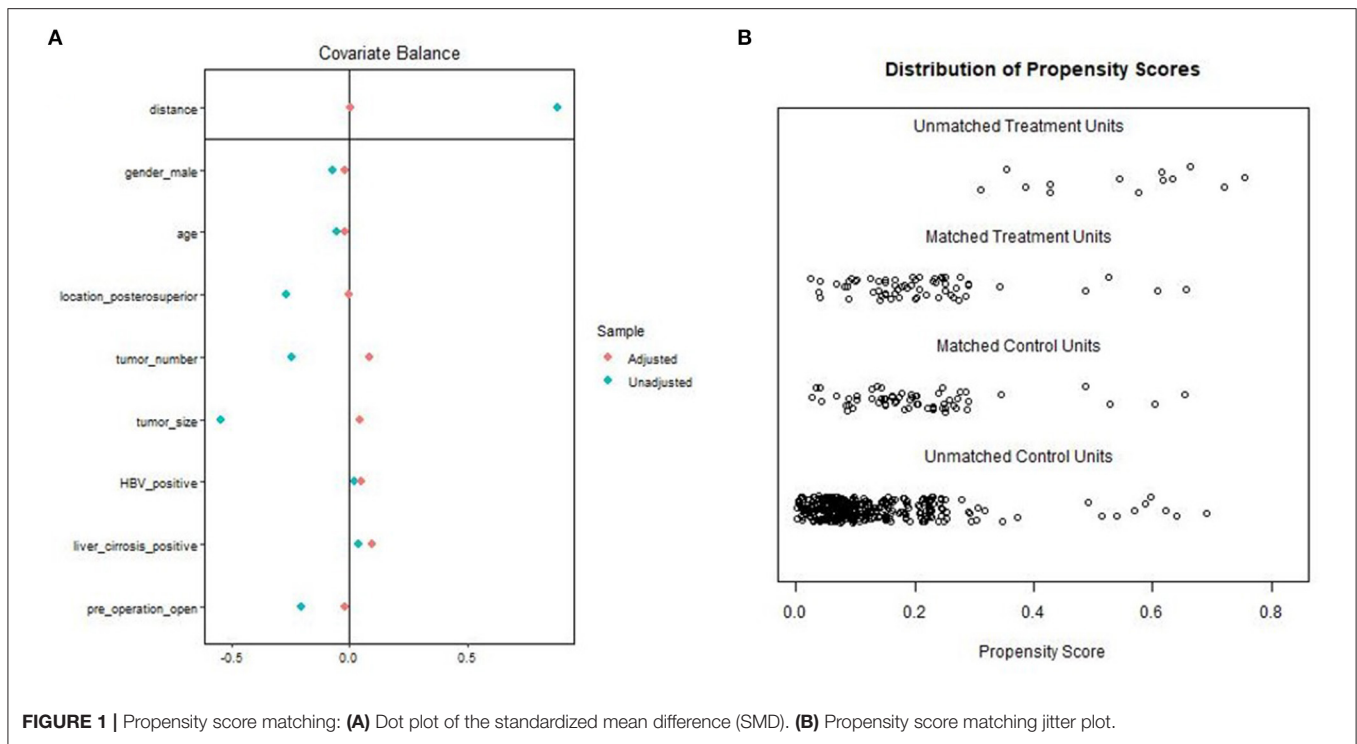 A
Covariate Balance
distance
gender_male
age
location_posterosuperior
tumor_number
tumor_size
HBV_positive
liver_cirrosis_positive
pre_operation_open
-0.5 0.0 0.5
Sample
Adjusted
Unadjusted
B
Distribution of Propensity Scores
Unmatched Treatment Units
Matched Treatment Units
Matched Control Units
Unmatched Control Units
0.0 0.2 0.4 0.6 0.8
Propensity Score
FIGURE 1 | Propensity score matching: (A) Dot plot of the standardized mean difference (SMD). (B) Propensity score matching jitter plot.